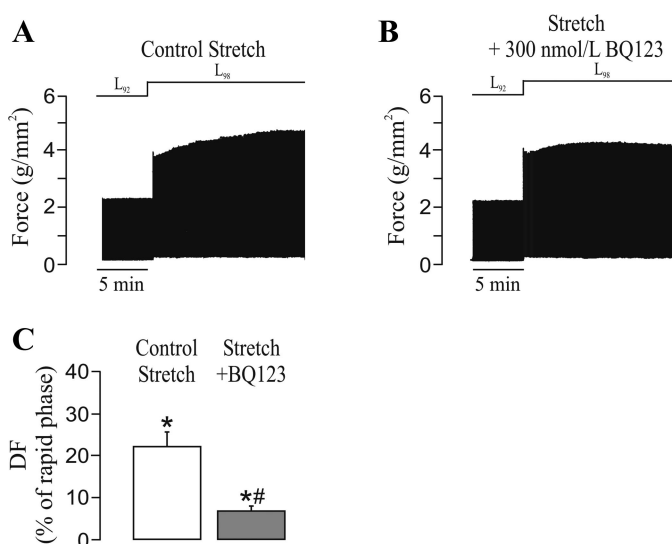 A
Control Stretch
L92
L98
6
4
2
0
Force (g/mm²)
5 min
B
Stretch
+ 300 nmol/L BQ123
L92
L98
6
4
2
0
Force (g/mm²)
5 min
C
Control
Stretch
Stretch
+BQ123
40
30
20
10
0
DF
(% of rapid phase)
*
*#